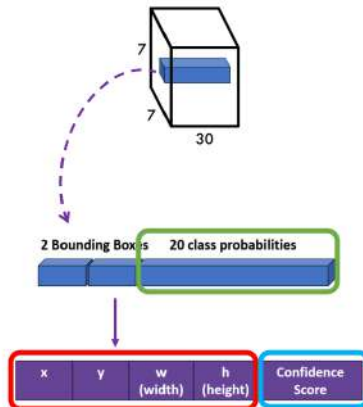 7
7
30
2 Bounding Boxes
20 class probabilities
x
y
w
(width)
h
(height)
Confidence
Score